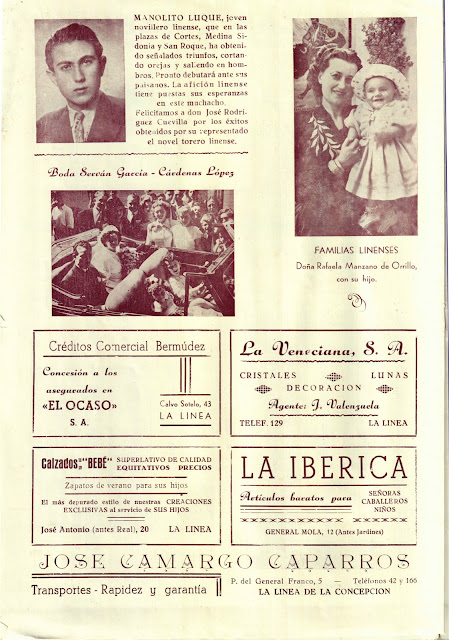 MANOLITO LUQUE, joven
novillero linense, que en las
plazas de Cortes, Medina Si-
donia y San Roque, ha obteni-
do señalados triunfos, cortan-
do orejas y saliendo en hom-
bros. Pronto debutará ante sus
paisanos. La afición linense
tiene puestas sus esperanzas
en este muchacho.
Felicitamos a don José Rodrí-
guez Cuevilla por los éxitos
obtenidos por su representado
el novel torero linense.
Boda Serván García - Cárdenas López
FAMILIAS LINENSES
Doña Rafaela Manzano de Orrillo,
con su hijo.
Créditos Comercial Bermúdez
Concesión a los
asegurados en
«EL OCASO»
S. A.
Calvo Sotelo, 43
LA LINEA
La Veneciana, S. A.
CRISTALES LUNAS
DECORACION
Agente: J. Valenzuela
TELEF. 129 LA LINEA
Calzados "BEBÉ" SUPERLATIVO DE CALIDAD
EQUITATIVOS PRECIOS
Zapatos de verano para sus hijos
El más depurado estilo de nuestras CREACIONES
EXCLUSIVAS al servicio de SUS HIJOS
José Antonio (antes Real), 20 LA LINEA
LA IBERICA
Artículos baratos para
SEÑORAS
CABALLEROS
NIÑOS
GENERAL MOLA, 12 (Antes Jardines)
JOSE CAMARGO CAPARROS
Transportes - Rapidez y garantía
P. del General Franco, 5 — Teléfonos 42 y 166
LA LINEA DE LA CONCEPCION